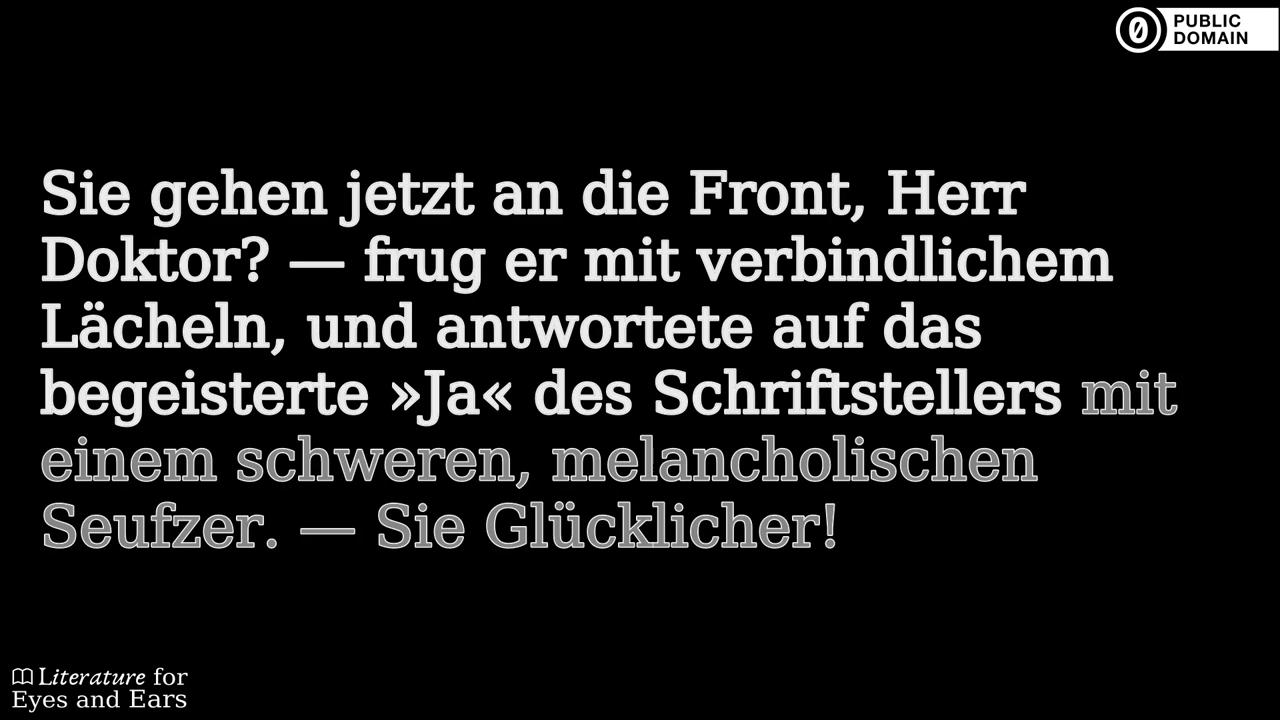 PUBLIC
DOMAIN
Sie gehen jetzt an die Front, Herr
Doktor? — frug er mit verbindlichem
Lächeln, und antwortete auf das
begeisterte »Ja« des Schriftstellers mit
einem schweren, melancholischen
Seufzer. — Sie Glücklicher!
Literature for
Eyes and Ears